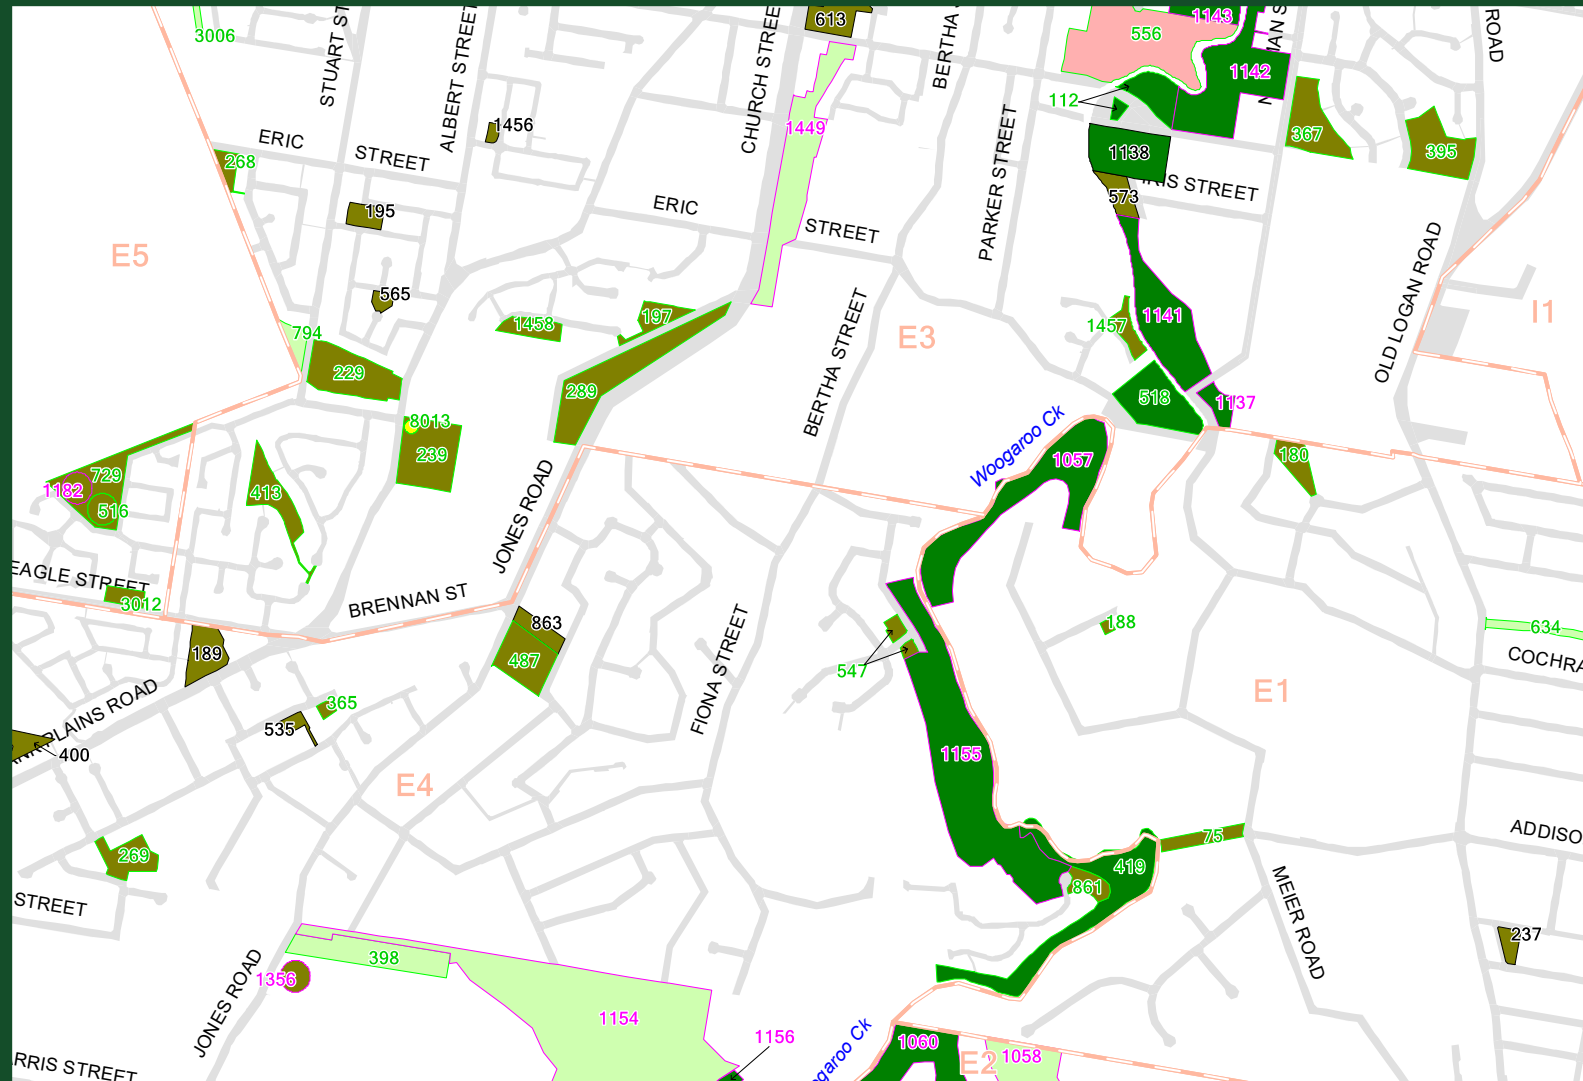 3006
STUART ST
ALBERT STREET
CHURCH STREE
613
BERTHA
556
1143
1142
ROAD
112
1449
1456
ERIC
STREET
268
195
367
395
1138
573
IRIS STREET
PARKER STREET
ERIC
STREET
E5
565
794
1458
197
1457
1141
E3
I1
OLD LOGAN ROAD
BERTHA STREET
229
289
518
1137
8013
239
Woogaroo Ck
1057
180
729
1182
516
413
JONES ROAD
EAGLE STREET
3012
BRENNAN ST
863
487
189
FIONA STREET
547
188
634
COCHRA
E1
PLAINS ROAD
400
535
365
E4
1155
269
STREET
419
861
75
ADDISO
MEIER ROAD
237
398
1356
JONES ROAD
1154
1156
ogaroo Ck
1060
E2
1058
RRIS STREET